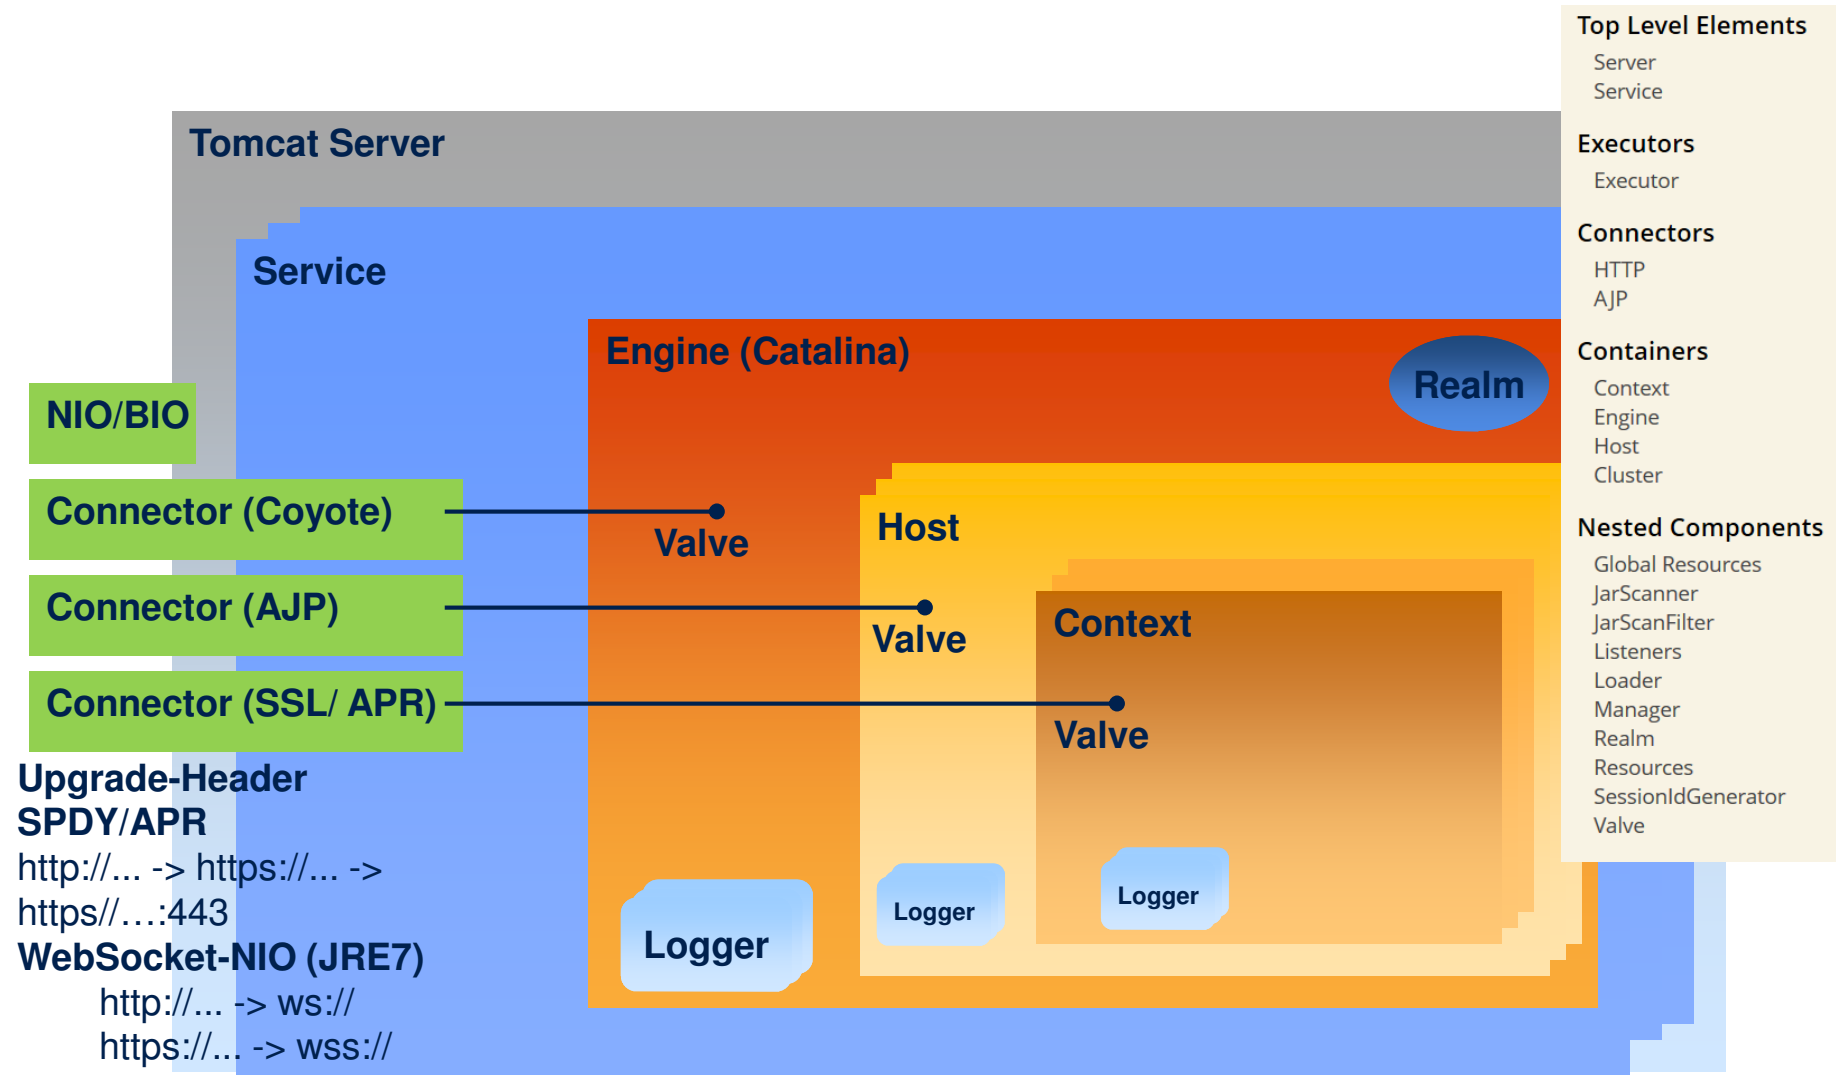 Tomcat Server
Service
Engine (Catalina)
Realm
NIO/BIO
Connector (Coyote)
Valve
Host
Connector (AJP)
Valve
Context
Connector (SSL/ APR)
Valve
Logger
Logger
Logger
Upgrade-Header
SPDY/APR
http://... -> https://... ->
https//…:443
WebSocket-NIO (JRE7)
http://... -> ws://
https://... -> wss://
Top Level Elements
Server
Service
Executors
Executor
Connectors
HTTP
AJP
Containers
Context
Engine
Host
Cluster
Nested Components
Global Resources
JarScanner
JarScanFilter
Listeners
Loader
Manager
Realm
Resources
SessionIdGenerator
Valve